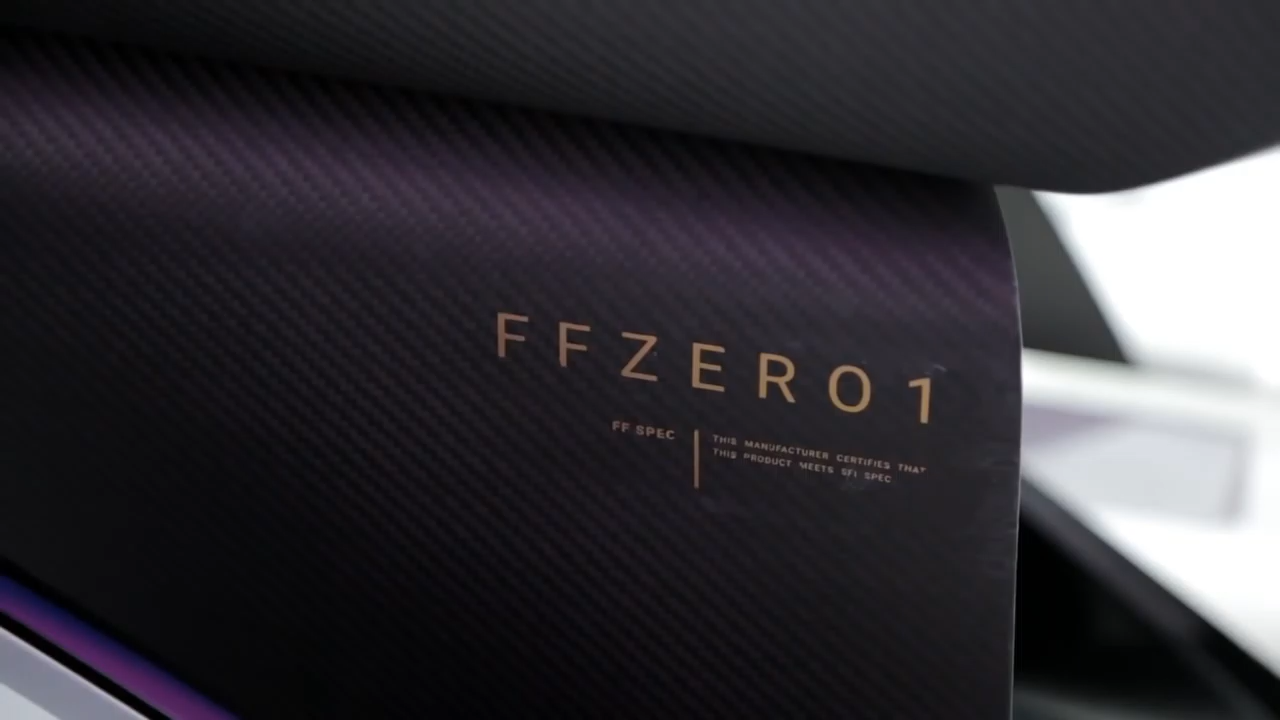 FFZERO1
FF SPEC
THIS MANUFACTURER CERTIFIES THAT
THIS PRODUCT MEETS SFI SPEC